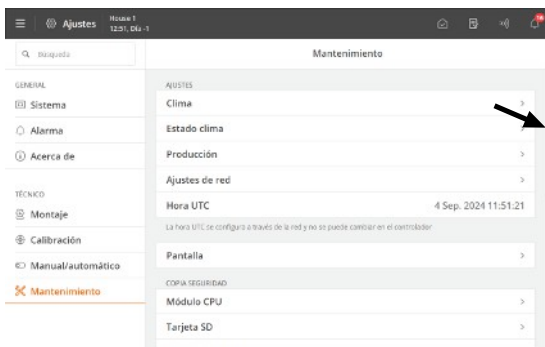 Ajustes
House 1
12:51, Día -1
Búsqueda
GENERAL
Sistema
Alarma
Acerca de
TÉCNICO
Montaje
Calibración
Manual/automático
Mantenimiento
Mantenimiento
AJUSTES
Clima
Estado clima
Producción
Ajustes de red
Hora UTC 4 Sep. 2024 11:51:21
La hora UTC se configura a través de la red y no se puede cambiar en el controlador
Pantalla
COPIA SEGURIDAD
Módulo CPU
Tarjeta SD